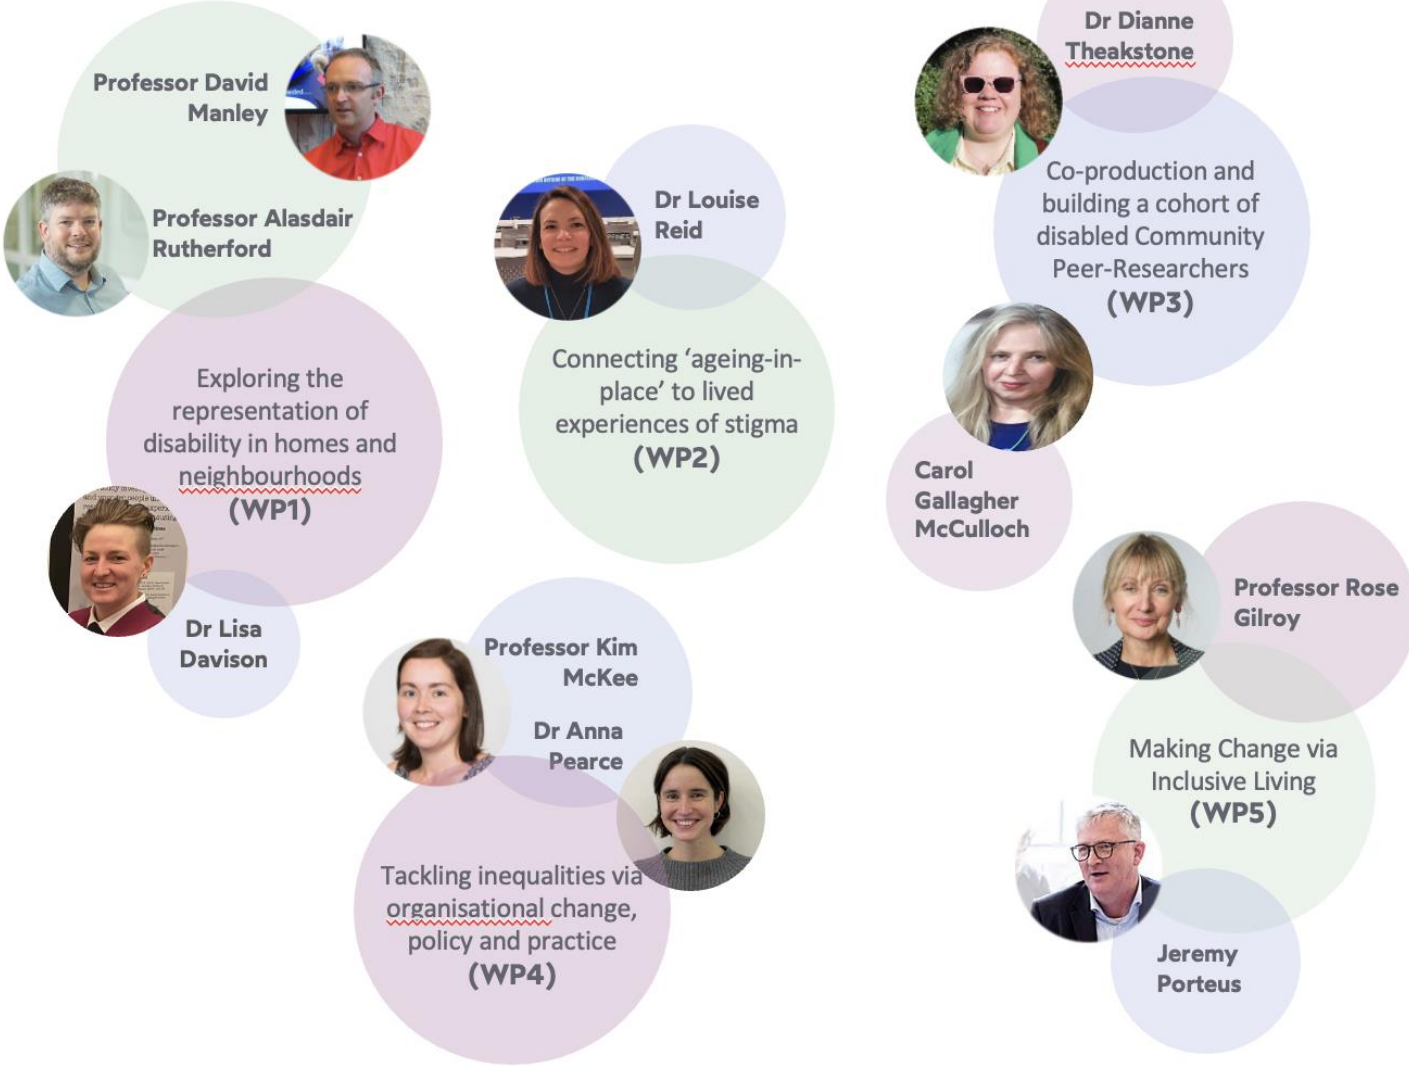 Professor David
Manley
Professor Alasdair
Rutherford
Exploring the
representation of
disability in homes and
neighbourhoods
(WP1)
Dr Lisa
Davison
Dr Louise
Reid
Connecting ‘ageing-in-
place’ to lived
experiences of stigma
(WP2)
Dr Dianne
Theakstone
Co-production and
building a cohort of
disabled Community
Peer-Researchers
(WP3)
Carol
Gallagher
McCulloch
Professor Kim
McKee
Dr Anna
Pearce
Tackling inequalities via
organisational change,
policy and practice
(WP4)
Professor Rose
Gilroy
Making Change via
Inclusive Living
(WP5)
Jeremy
Porteus